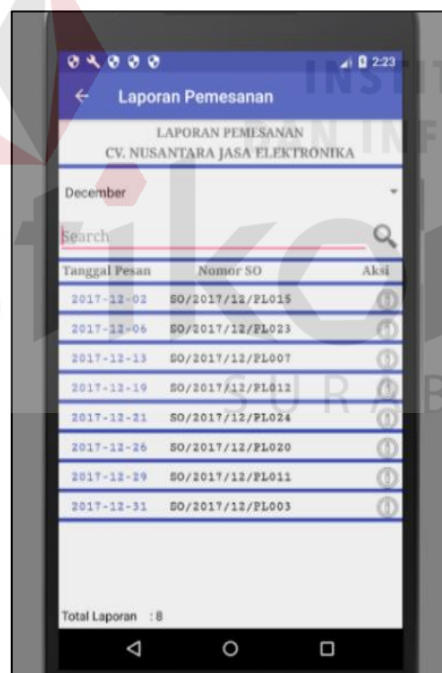 2:23
Laporan Pemesanan
LAPORAN PEMESANAN
CV. NUSANTARA JASA ELEKTRONIKA
December
Search
Tanggal Pesan Nomor SO Aksi
2017-12-02 SO/2017/12/PL015
2017-12-06 SO/2017/12/PL023
2017-12-13 SO/2017/12/PL007
2017-12-19 SO/2017/12/PL012
2017-12-21 SO/2017/12/PL024
2017-12-26 SO/2017/12/PL020
2017-12-29 SO/2017/12/PL011
2017-12-31 SO/2017/12/PL003
Total Laporan : 8
DAN INF
SURAB